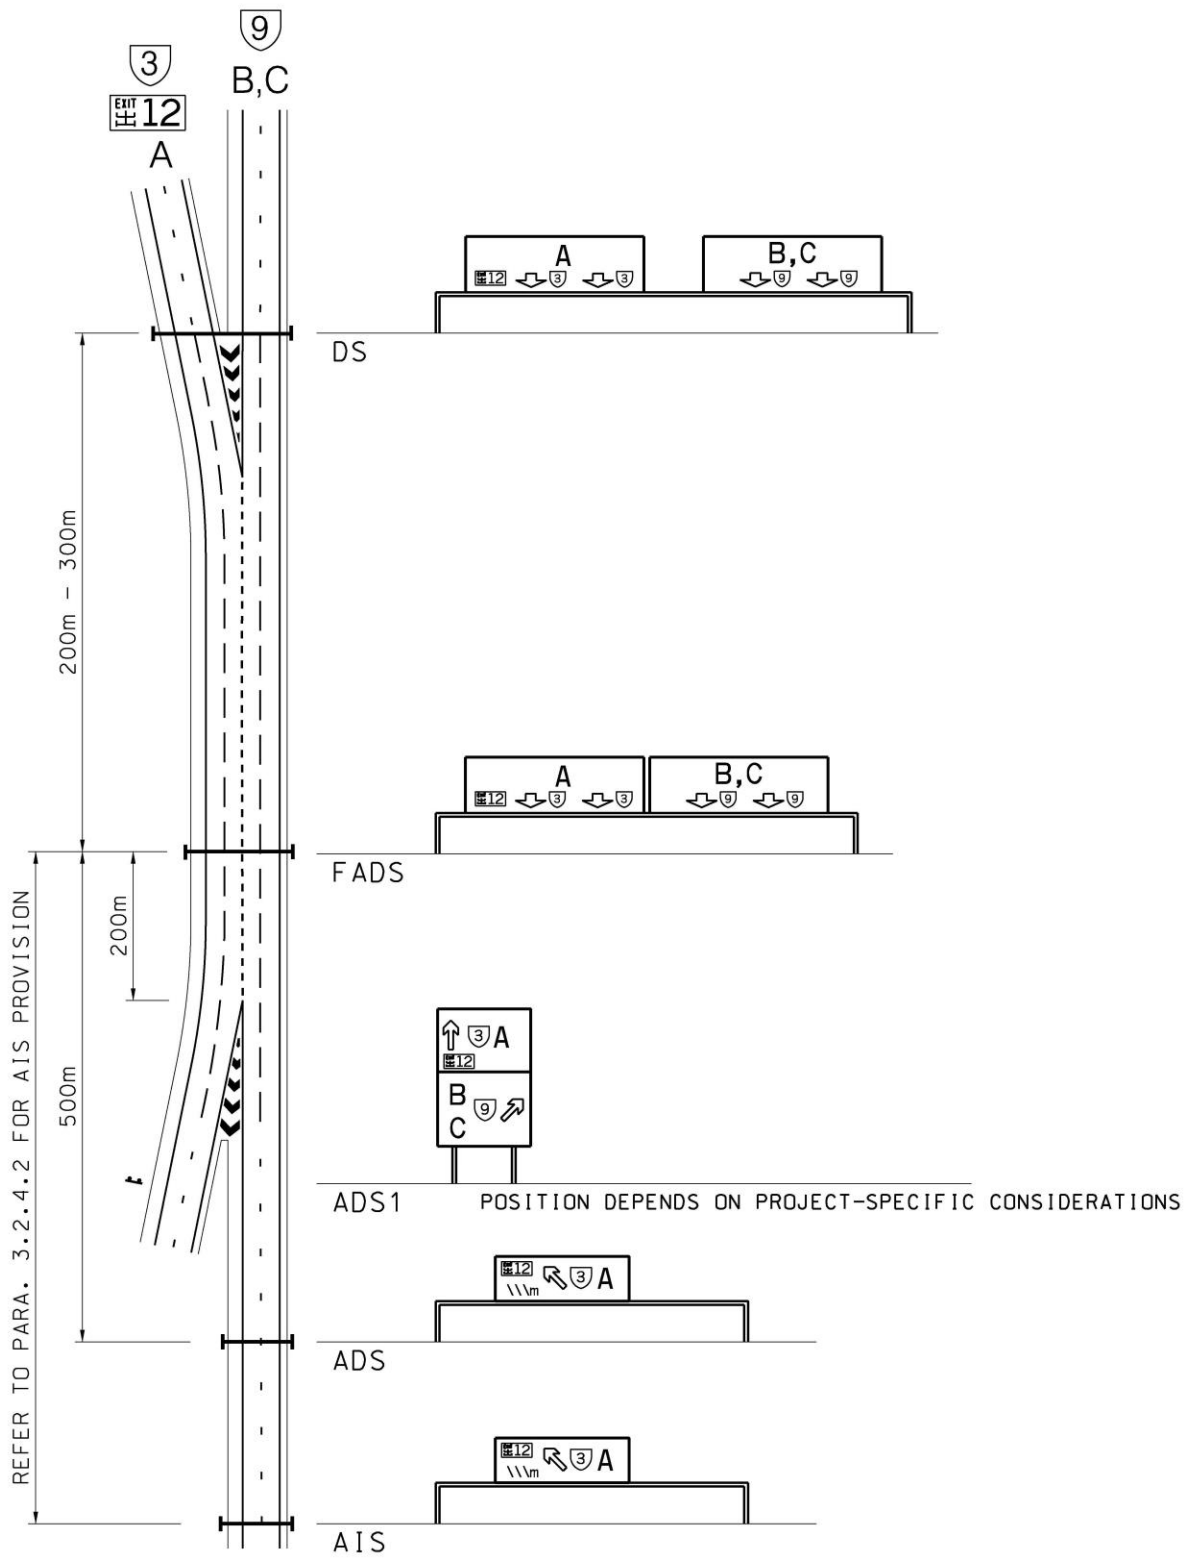 9
3
B,C
EXIT
出口 12
A
A
12 3 3
B,C
9 9
DS
200m - 300m
A
12 3 3
B,C
9 9
FADS
200m
500m
REFER TO PARA. 3.2.4.2 FOR AIS PROVISION
3 A
12
B
C
9
ADS1
POSITION DEPENDS ON PROJECT-SPECIFIC CONSIDERATIONS
12 3 A
\\\m
ADS
12 3 A
\\\m
AIS